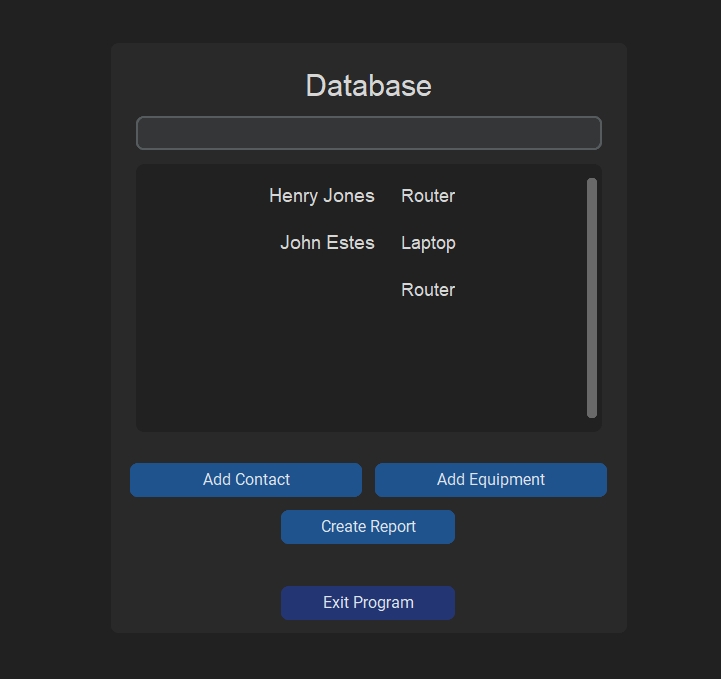 Database
Henry Jones Router
John Estes Laptop
Router
Add Contact Add Equipment
Create Report
Exit Program